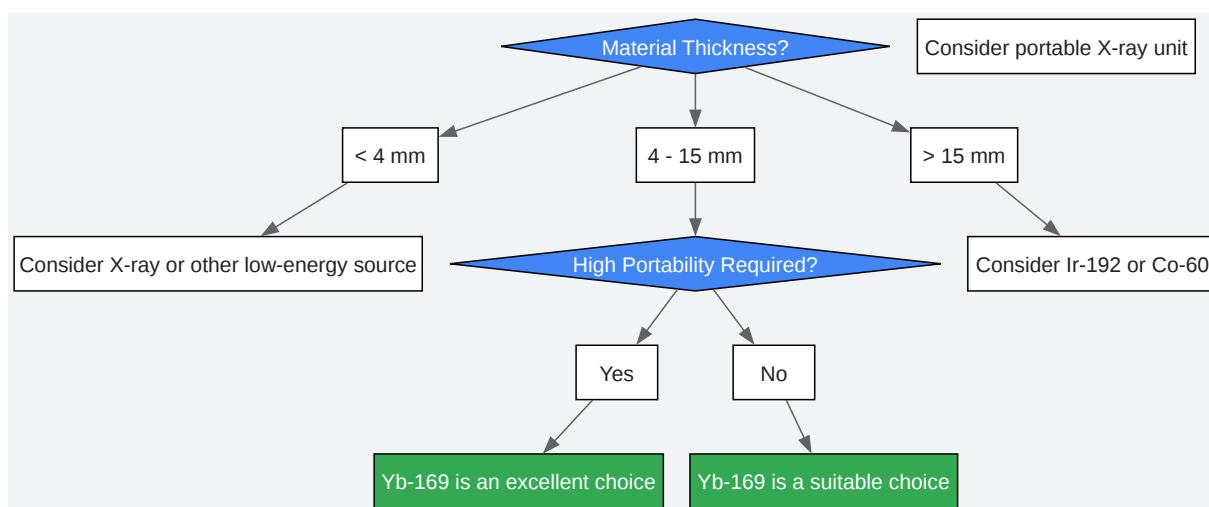 Material Thickness?
Consider portable X-ray unit
< 4 mm
4 - 15 mm
> 15 mm
Consider X-ray or other low-energy source
High Portability Required?
Consider Ir-192 or Co-60
Yes
No
Yb-169 is an excellent choice
Yb-169 is a suitable choice